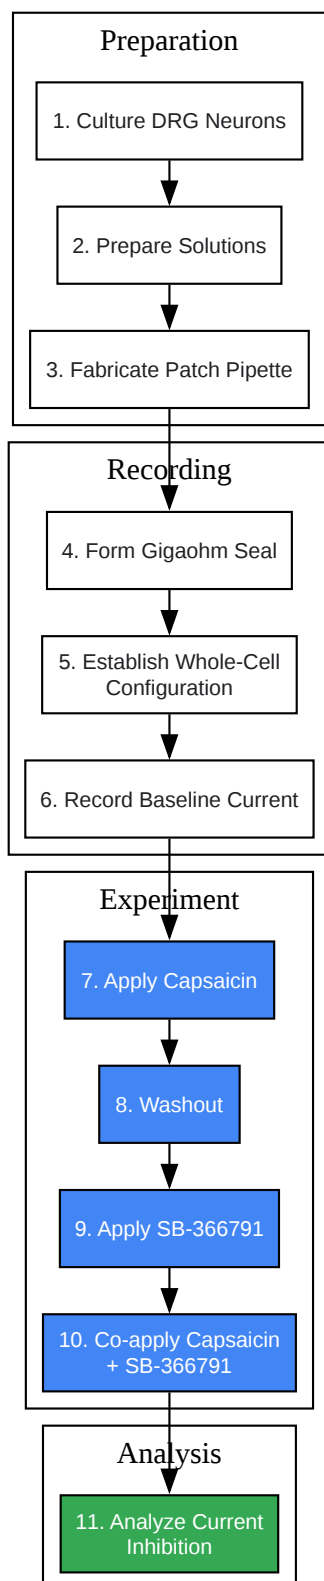 Preparation
1. Culture DRG Neurons
2. Prepare Solutions
3. Fabricate Patch Pipette
Recording
4. Form Gigaohm Seal
5. Establish Whole-Cell
Configuration
6. Record Baseline Current
Experiment
7. Apply Capsaicin
8. Washout
9. Apply SB-366791
10. Co-apply Capsaicin
+ SB-366791
Analysis
11. Analyze Current
Inhibition